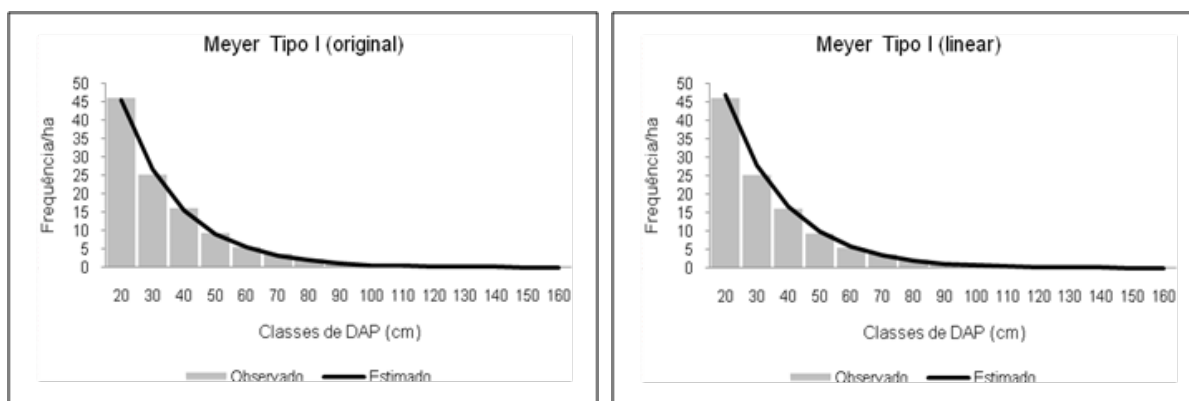 Meyer Tipo I (original)
Frequência/ha
50
45
40
35
30
25
20
15
10
5
0
20 30 40 50 60 70 80 90 100 110 120 130 140 150 160
Classes de DAP (cm)
Observado Estimado
Meyer Tipo I (linear)
Frequência/ha
50
45
40
35
30
25
20
15
10
5
0
20 30 40 50 60 70 80 90 100 110 120 130 140 150 160
Classes de DAP (cm)
Observado Estimado